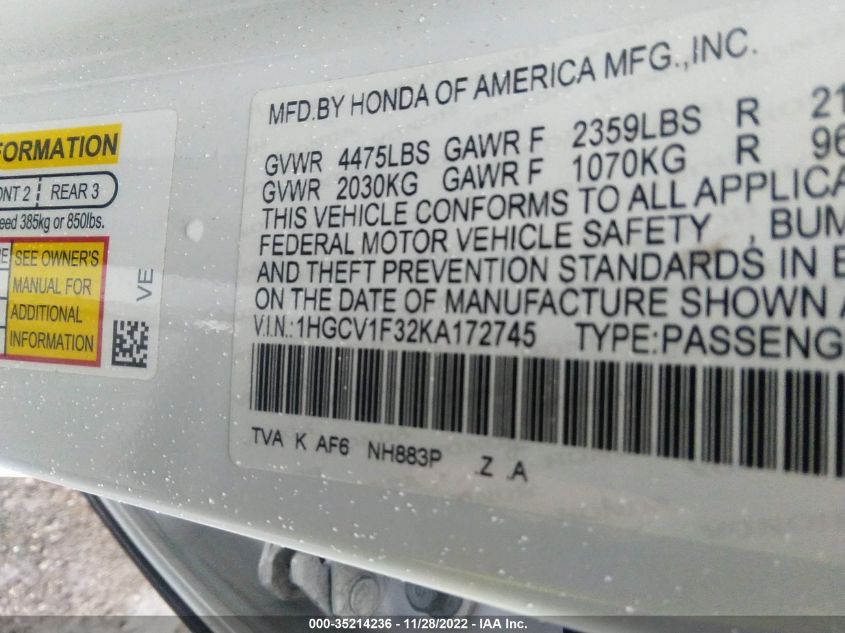 FORMATION
ONT 2 REAR 3
eed 385kg or 850lbs.
RE
SEE OWNER'S
MANUAL FOR
ADDITIONAL
INFORMATION
VE
MFD.BY HONDA OF AMERICA MFG.,INC.
GVWR 4475LBS GAWR F 2359LBS R 21
GVWR 2030KG GAWR F 1070KG R 96
THIS VEHICLE CONFORMS TO ALL APPLICA
FEDERAL MOTOR VEHICLE SAFETY , BUM
AND THEFT PREVENTION STANDARDS IN E
ON THE DATE OF MANUFACTURE SHOWN A
V.I.N.:1HGCV1F32KA172745 TYPE:PASSENG
TVA K AF6 NH883P .Z .A
000-35214236 - 11/28/2022 - IAA Inc.